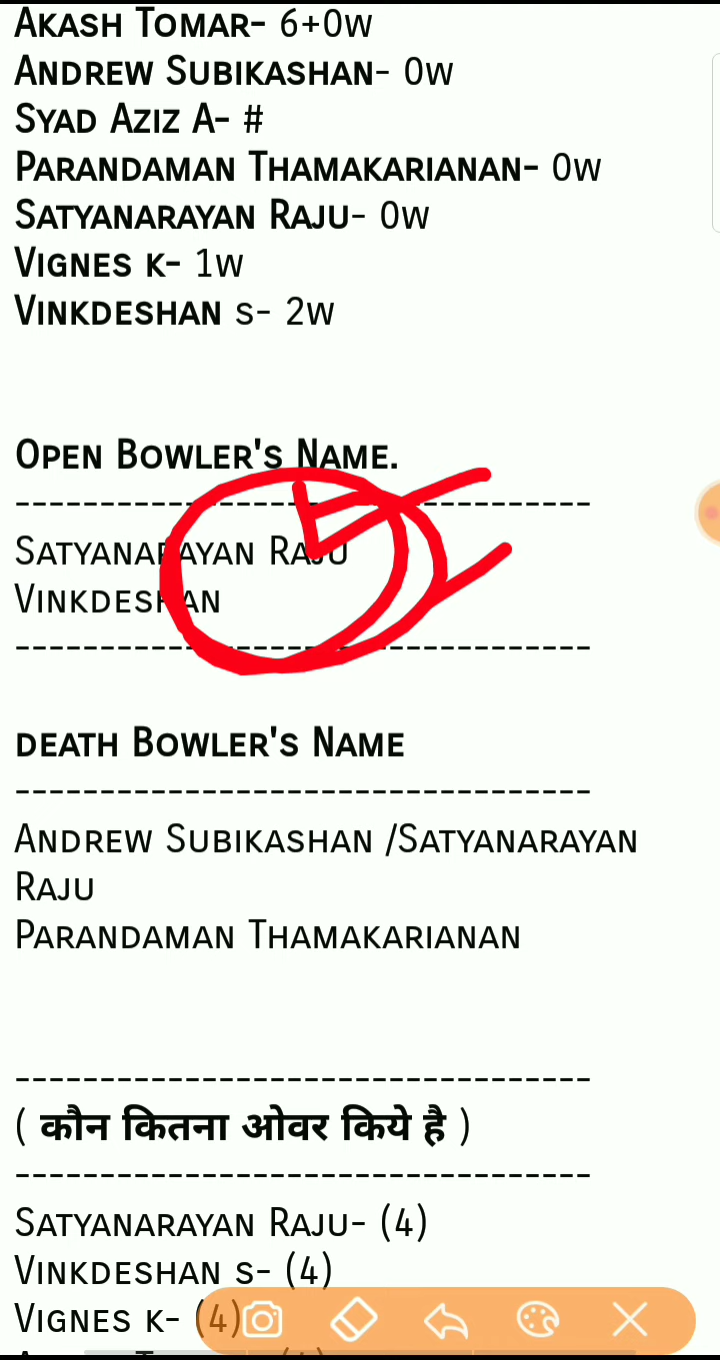 Akash Tomar- 6+0w
Andrew Subikashan- 0w
Syad Aziz A- #
Parandaman Thamakarianan- 0w
Satyanarayan Raju- 0w
Vignes k- 1w
Vinkdeshan s- 2w
Open Bowler's Name.
----------------------------------
Satyanarayan Raju
Vinkdeshan
----------------------------------
death Bowler's Name
----------------------------------
Andrew Subikashan /Satyanarayan
Raju
Parandaman Thamakarianan
----------------------------------
( कौन कितना ओवर किये है )
----------------------------------
Satyanarayan Raju- (4)
Vinkdeshan s- (4)
Vignes k- (4)